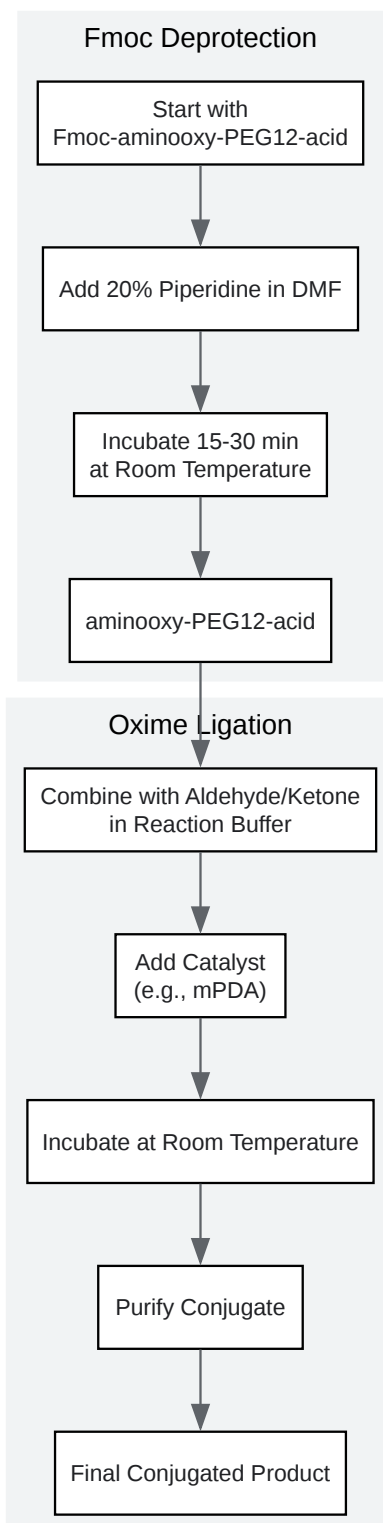 Fmoc Deprotection
Start with
Fmoc-aminooxy-PEG12-acid
Add 20% Piperidine in DMF
Incubate 15-30 min
at Room Temperature
aminooxy-PEG12-acid
Oxime Ligation
Combine with Aldehyde/Ketone
in Reaction Buffer
Add Catalyst
(e.g., mPDA)
Incubate at Room Temperature
Purify Conjugate
Final Conjugated Product